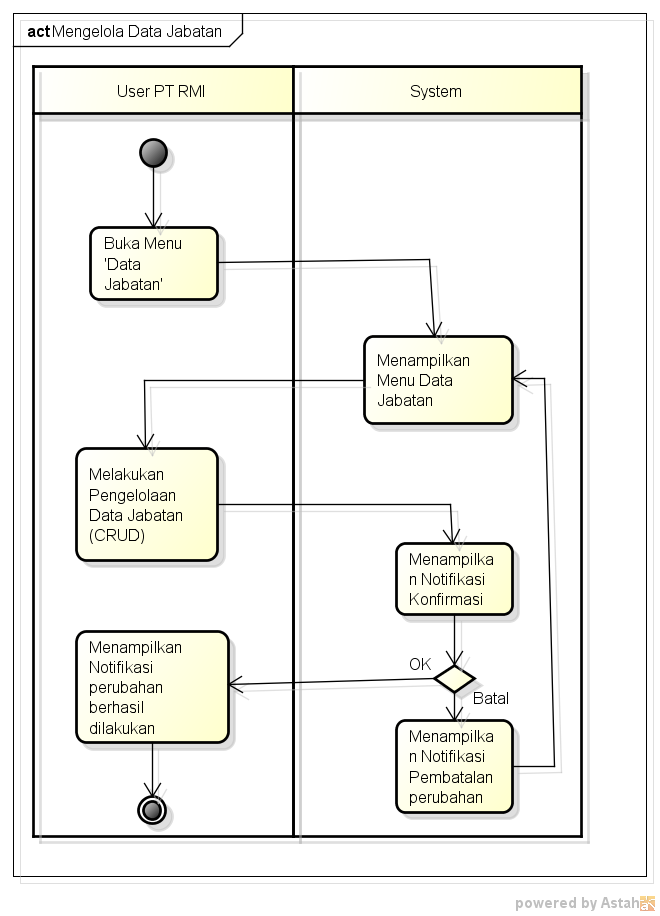 act Mengelola Data Jabatan
User PT RMI
System
Buka Menu
'Data
Jabatan'
Menampilkan
Menu Data
Jabatan
Melakukan
Pengelolaan
Data Jabatan
(CRUD)
Menampilka
n Notifikasi
Konfirmasi
OK
Batal
Menampilkan
Notifikasi
perubahan
berhasil
dilakukan
Menampilka
n Notifikasi
Pembatalan
perubahan
powered by Astah